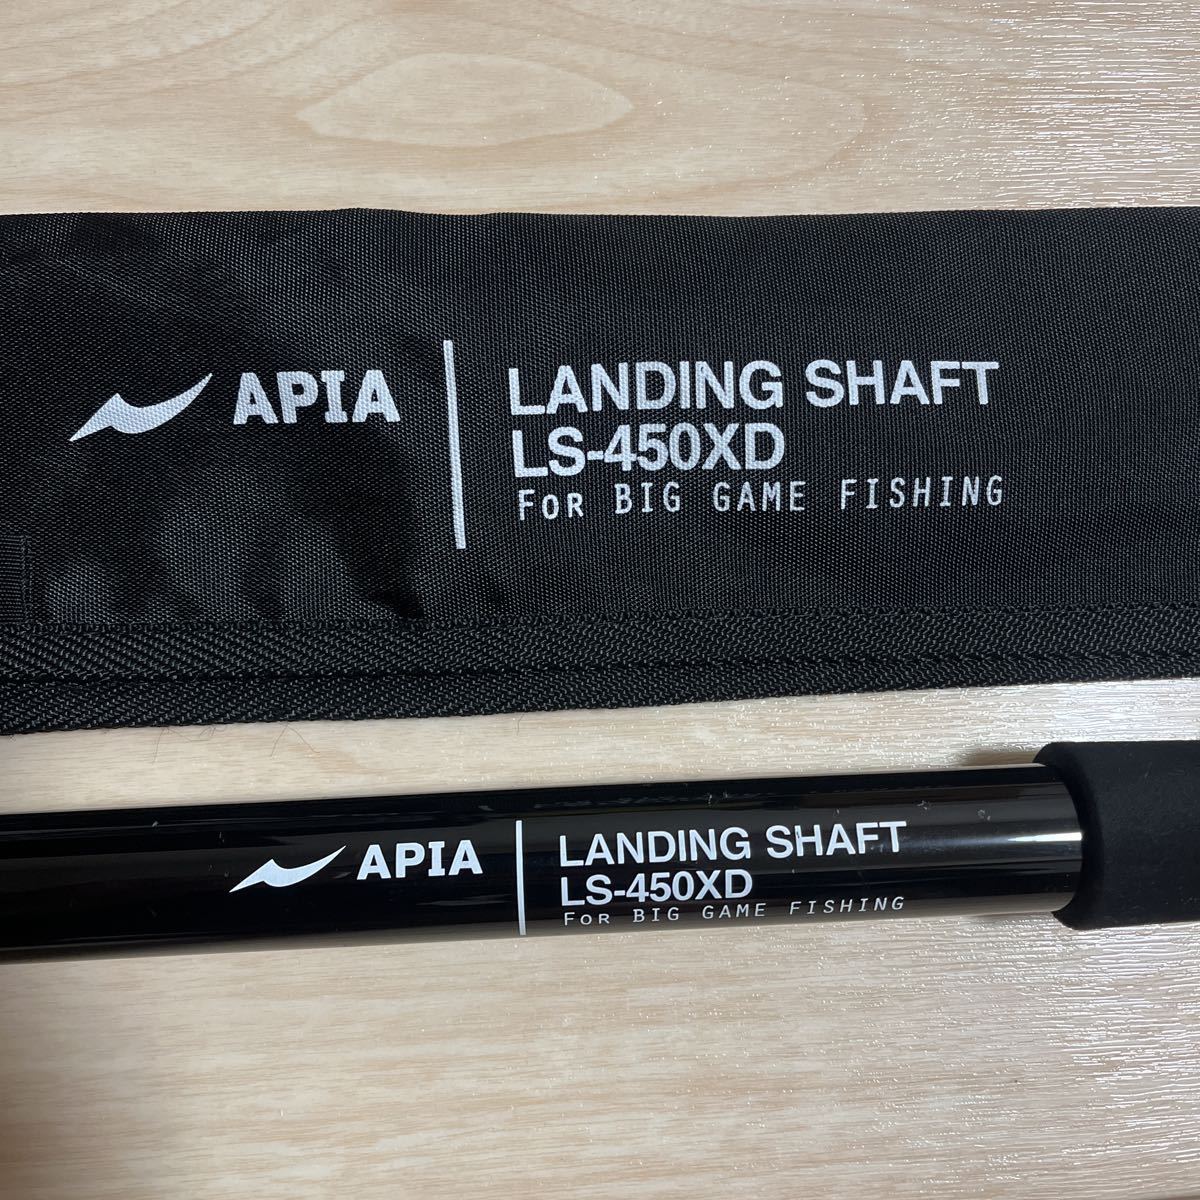 APIA
LANDING SHAFT
LS-450XD
FOR BIG GAME FISHING
APIA
LANDING SHAFT
LS-450XD
FOR BIG GAME FISHING